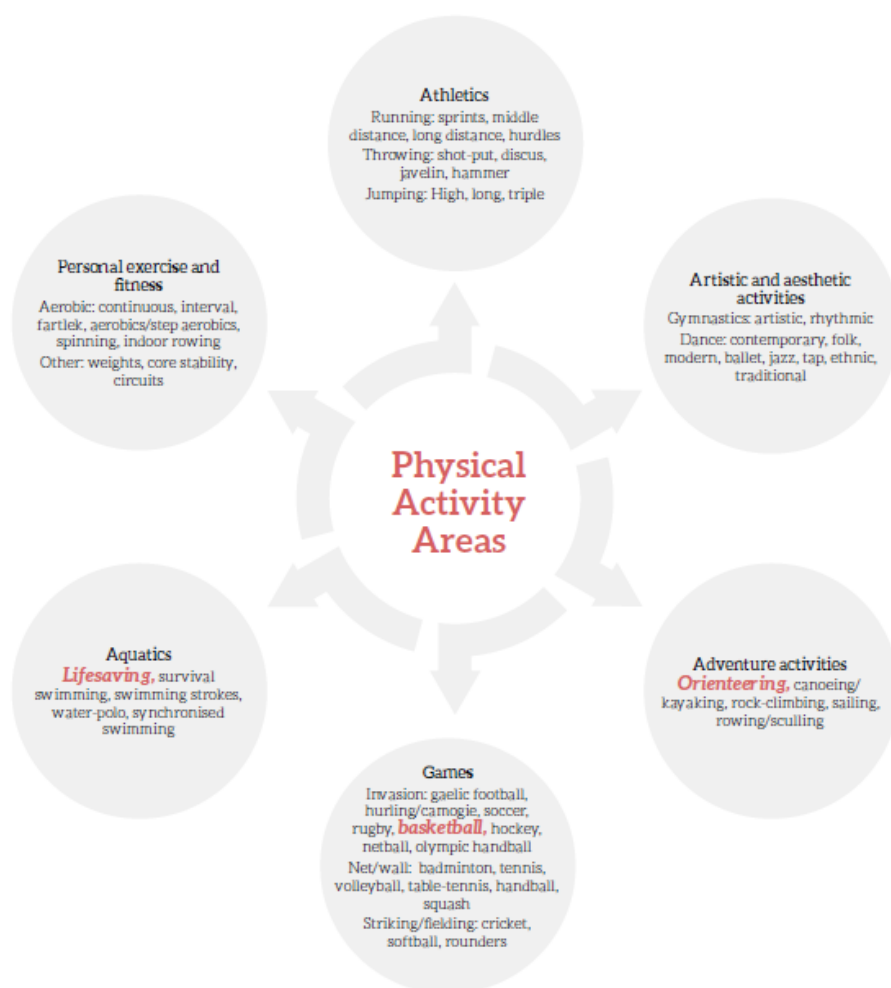 Athletics
Running: sprints, middle
distance, long distance, hurdles
Throwing: shot-put, discus,
javelin, hammer
Jumping: High, long, triple
Personal exercise and
fitness
Aerobic: continuous, interval,
fartlek, aerobics/step aerobics,
spinning, indoor rowing
Other: weights, core stability,
circuits
Artistic and aesthetic
activities
Gymnastics: artistic, rhythmic
Dance: contemporary, folk,
modern, ballet, jazz, tap, ethnic,
traditional
Physical
Activity
Areas
Aquatics
Lifesaving, survival
swimming, swimming strokes,
water-polo, synchronised
swimming
Adventure activities
Orienteering, canoeing/
kayaking, rock-climbing, sailing,
rowing/sculling
Games
Invasion: gaelic football,
hurling/camogie, soccer,
rugby, basketball, hockey,
netball, olympic handball
Net/wall: badminton, tennis,
volleyball, table-tennis, handball,
squash
Striking/fielding: cricket,
softball, rounders